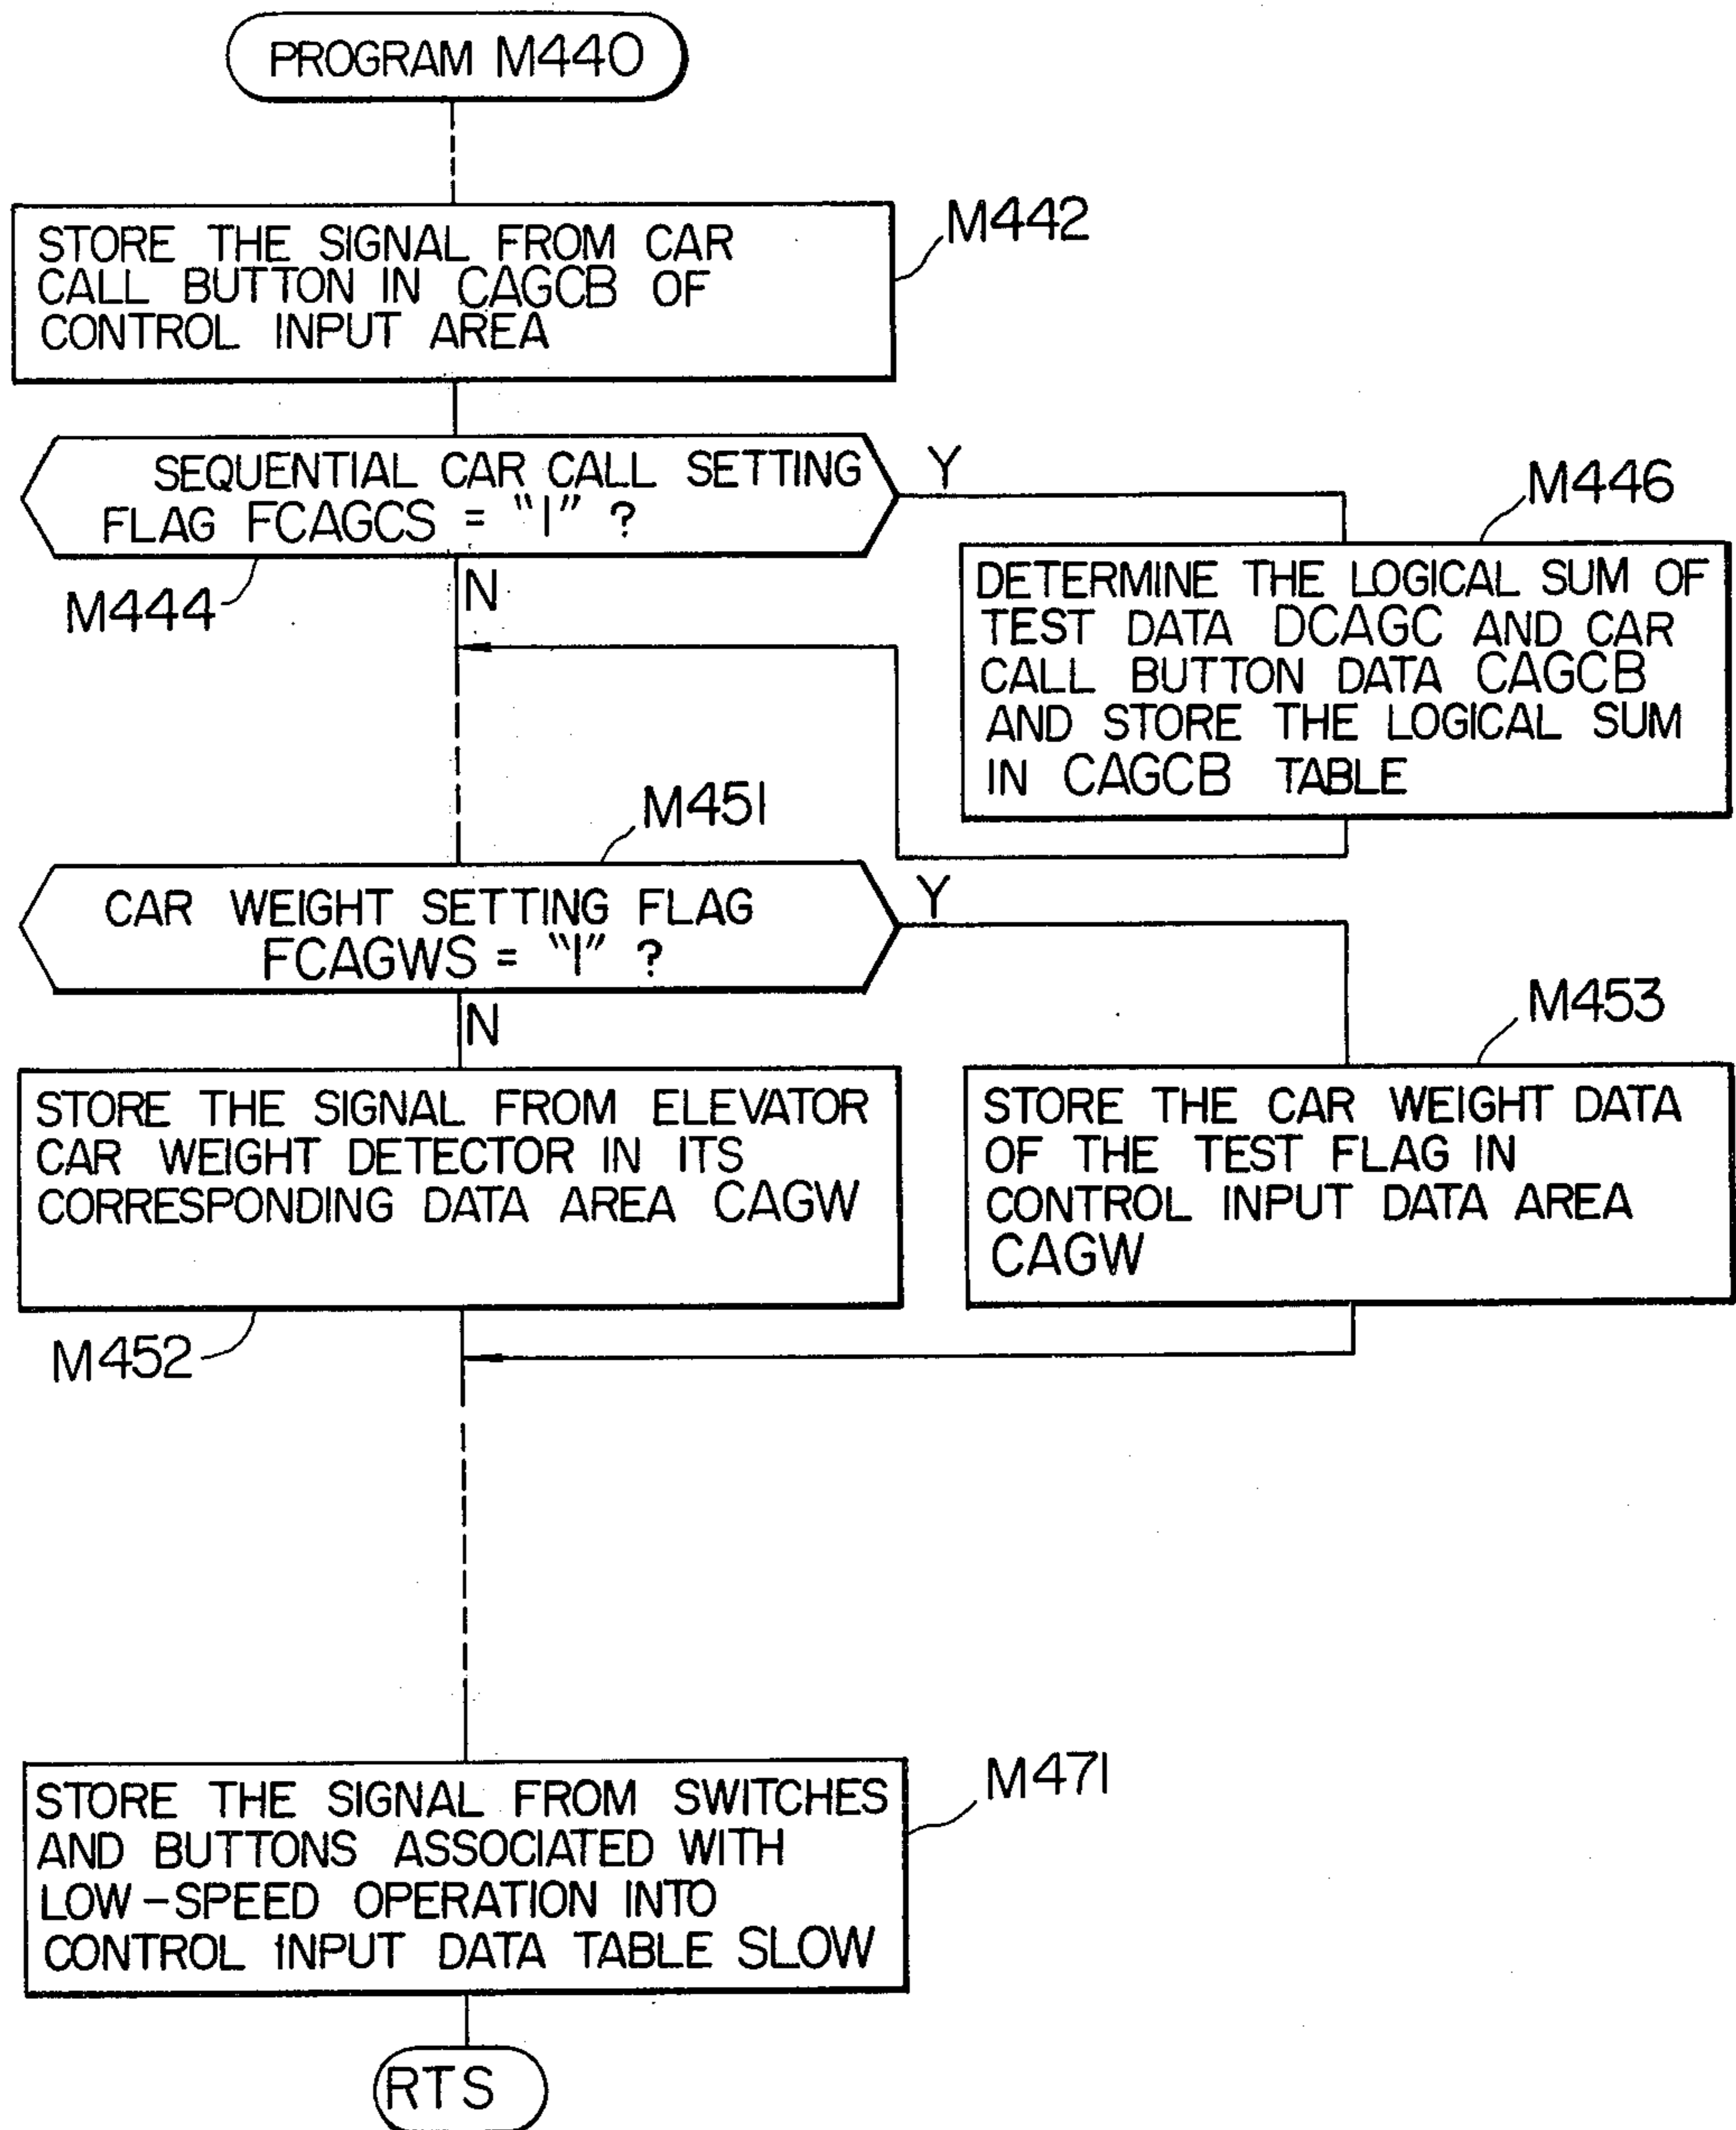 PROGRAM M440
STORE THE SIGNAL FROM CAR
CALL BUTTON IN CAGCB OF
CONTROL INPUT AREA
M442
SEQUENTIAL CAR CALL SETTING
FLAG FCAGCS = "1" ?
Y
M444
N
M446
DETERMINE THE LOGICAL SUM OF
TEST DATA DCAGC AND CAR
CALL BUTTON DATA CAGCB
AND STORE THE LOGICAL SUM
IN CAGCB TABLE
M451
CAR WEIGHT SETTING FLAG
FCAGWS = "1" ?
Y
N
M453
STORE THE SIGNAL FROM ELEVATOR
CAR WEIGHT DETECTOR IN ITS
CORRESPONDING DATA AREA CAGW
M452
STORE THE CAR WEIGHT DATA
OF THE TEST FLAG IN
CONTROL INPUT DATA AREA
CAGW
M471
STORE THE SIGNAL FROM SWITCHES
AND BUTTONS ASSOCIATED WITH
LOW-SPEED OPERATION INTO
CONTROL INPUT DATA TABLE SLOW
RTS